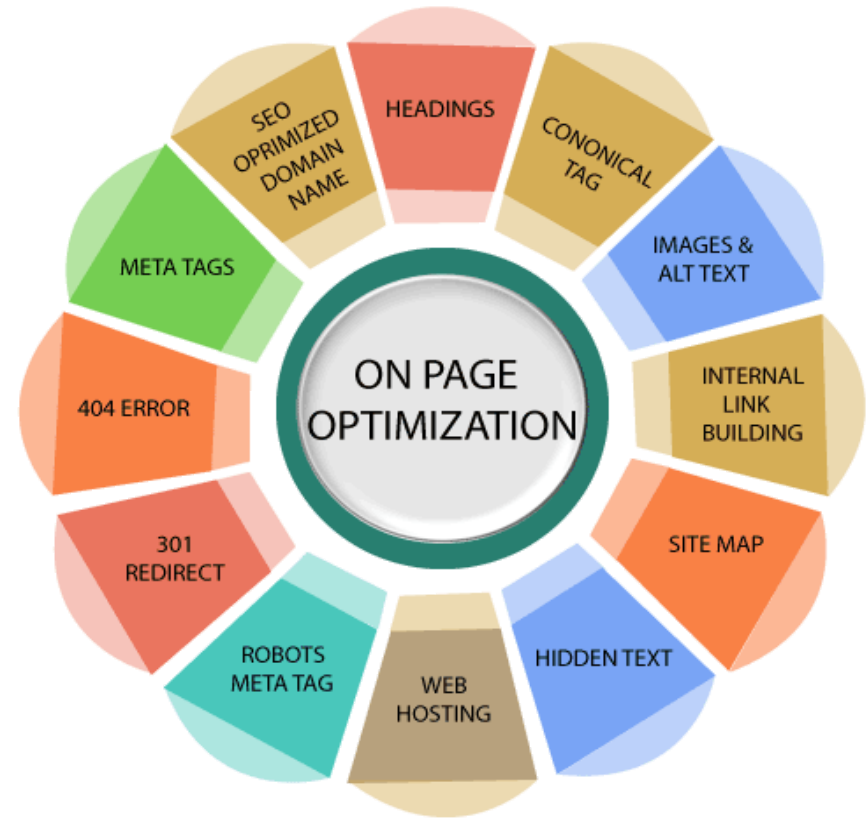 HEADINGS
CONONICAL
TAG
IMAGES &
ALT TEXT
INTERNAL
LINK
BUILDING
SITE MAP
HIDDEN TEXT
WEB
HOSTING
ROBOTS
META TAG
301
REDIRECT
404 ERROR
META TAGS
SEO
OPRIMIZED
DOMAIN
NAME
ON PAGE
OPTIMIZATION